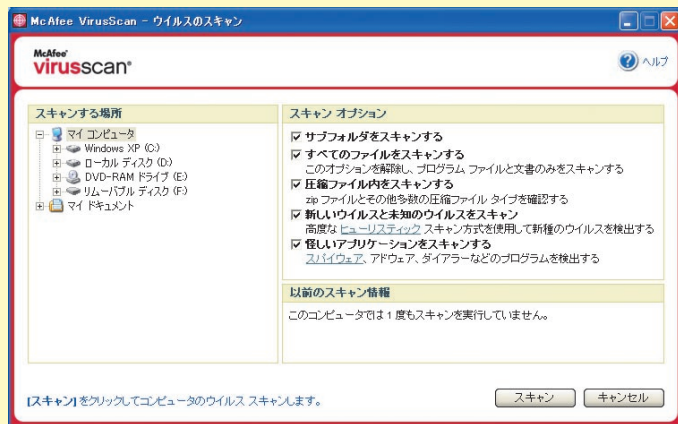 McAfee VirusScan - ウイルスのスキャン
McAfee
virusscan
ヘルプ
スキャンする場所
マイ コンピュータ
Windows XP (C:)
ローカル ディスク (D:)
DVD-RAM ドライブ (E:)
リムーバブル ディスク (F:)
マイ ドキュメント
スキャン オプション
サブフォルダをスキャンする
すべてのファイルをスキャンする
このオプションを解除し、プログラム ファイルと文書のみをスキャンする
圧縮ファイル内をスキャンする
zip ファイルとその他多数の圧縮ファイル タイプを確認する
新しいウイルスと未知のウイルスをスキャン
高度な ヒューリスティック スキャン方式を使用して新種のウイルスを検出する
怪しいアプリケーションをスキャンする
スパイウェア、アドウェア、ダイアラーなどのプログラムを検出する
以前のスキャン情報
このコンピュータでは 1 度もスキャンを実行していません。
[スキャン] をクリックしてコンピュータのウイルス スキャンします。
スキャン
キャンセル